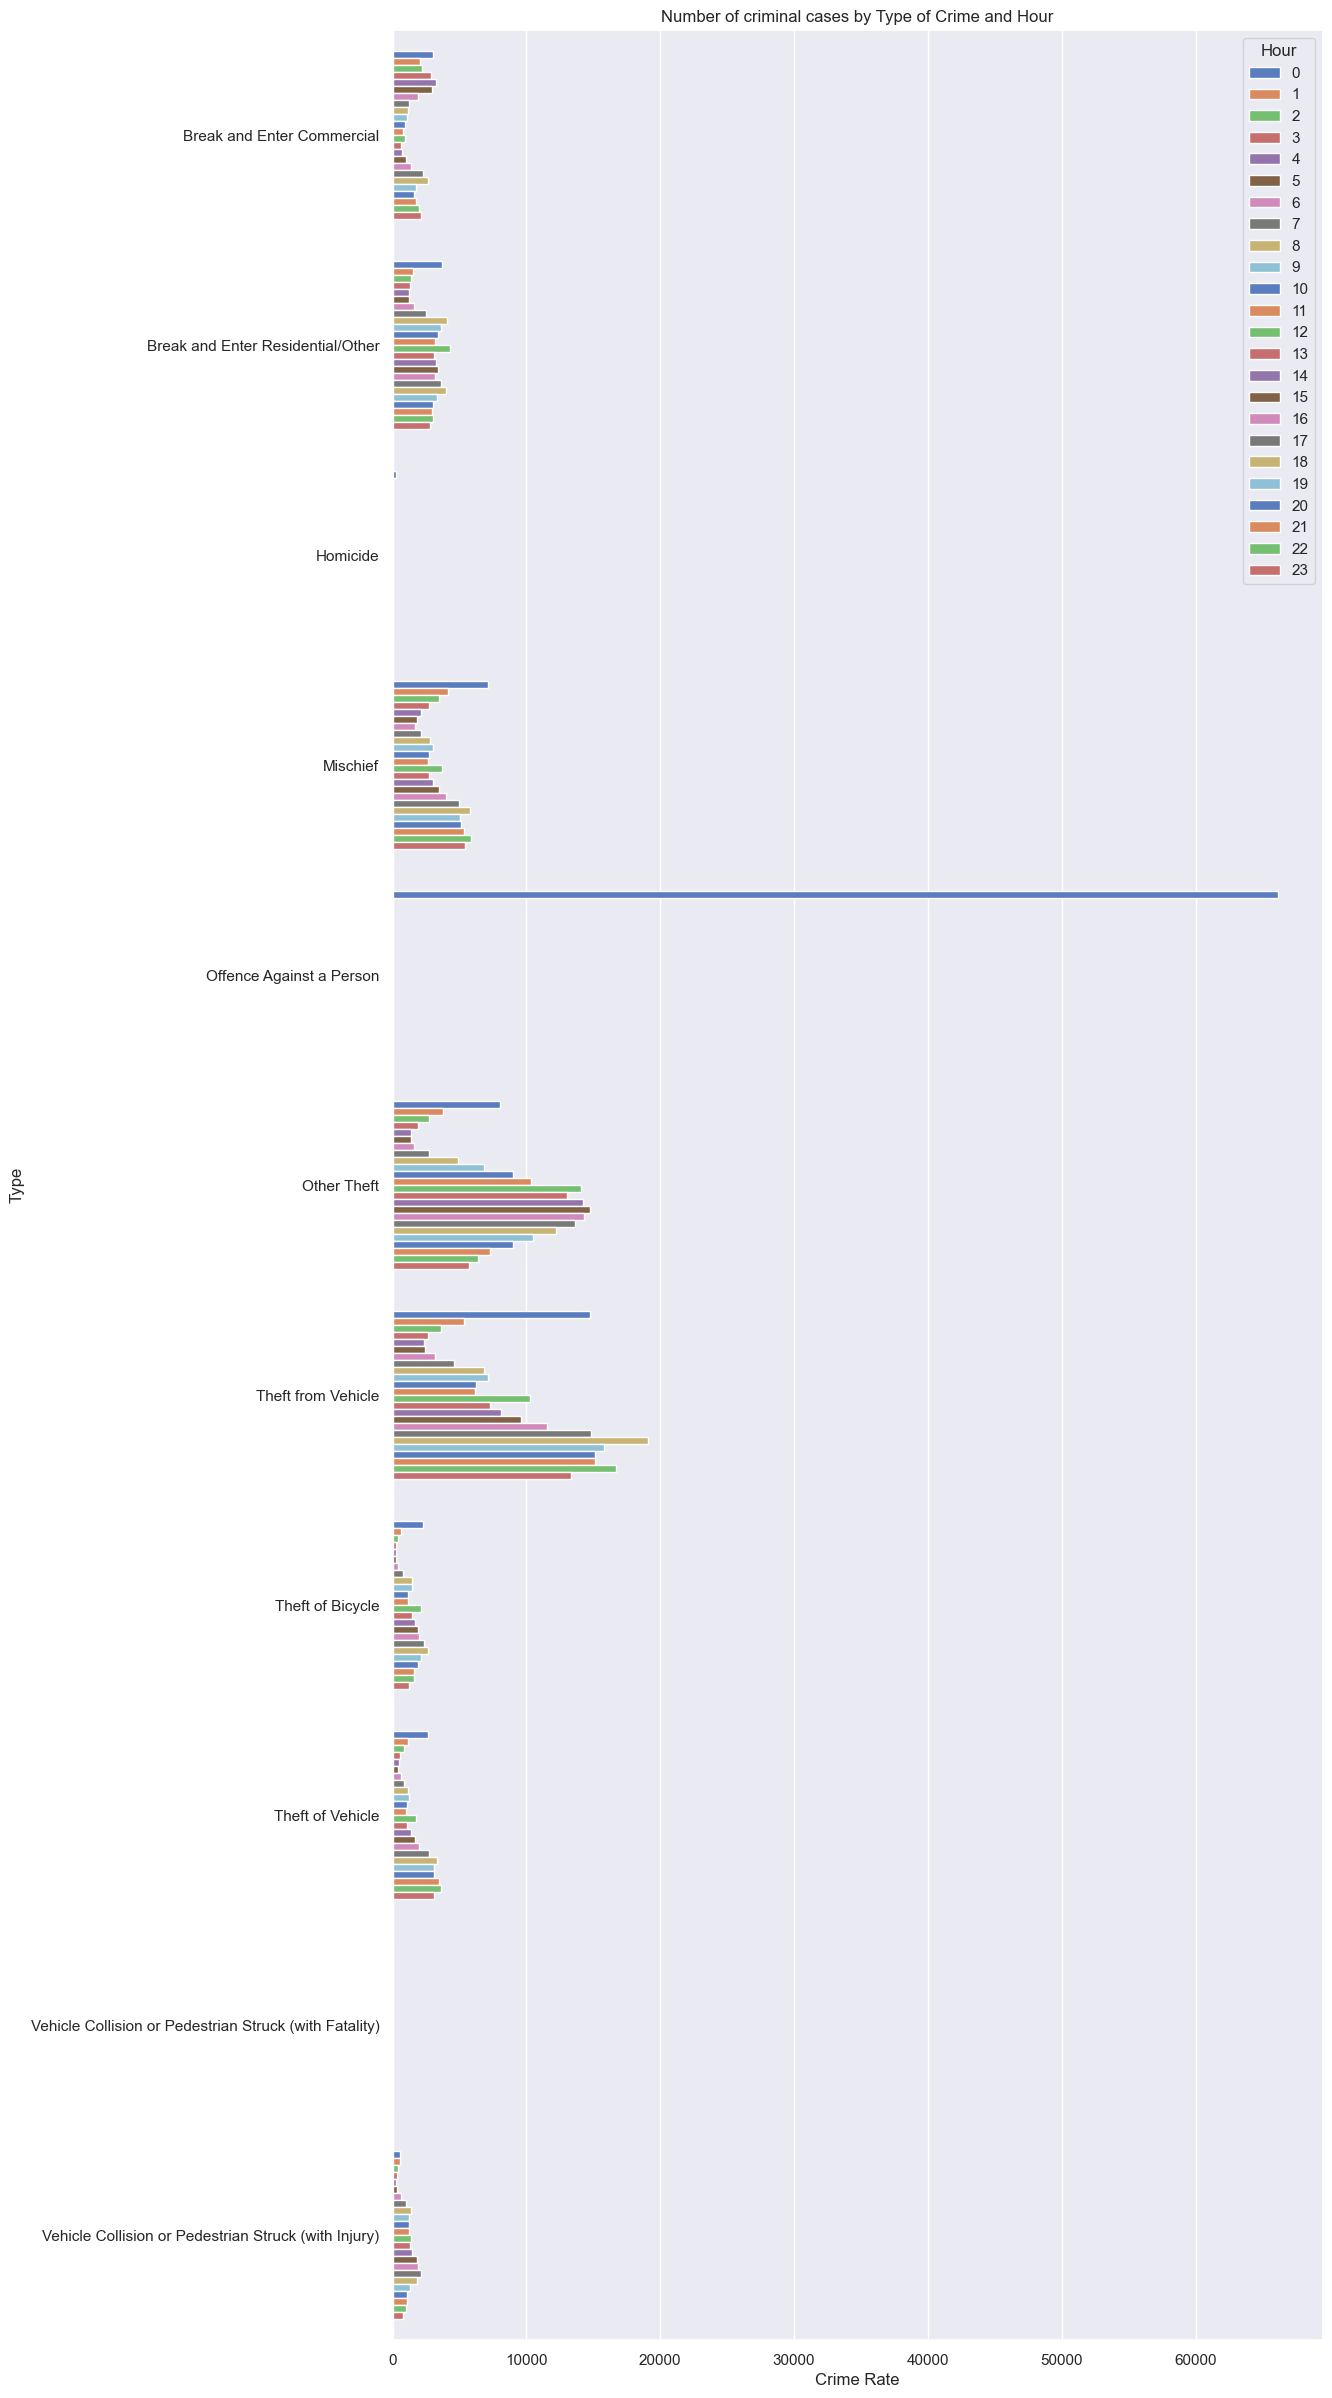 Number of criminal cases by Type of Crime and Hour
Hour
0
1
2
3
4
5
6
7
8
9
10
11
12
13
14
15
16
17
18
19
20
21
22
23
Type
Break and Enter Commercial
Break and Enter Residential/Other
Homicide
Mischief
Offence Against a Person
Other Theft
Theft from Vehicle
Theft of Bicycle
Theft of Vehicle
Vehicle Collision or Pedestrian Struck (with Fatality)
Vehicle Collision or Pedestrian Struck (with Injury)
0 10000 20000 30000 40000 50000 60000
Crime Rate